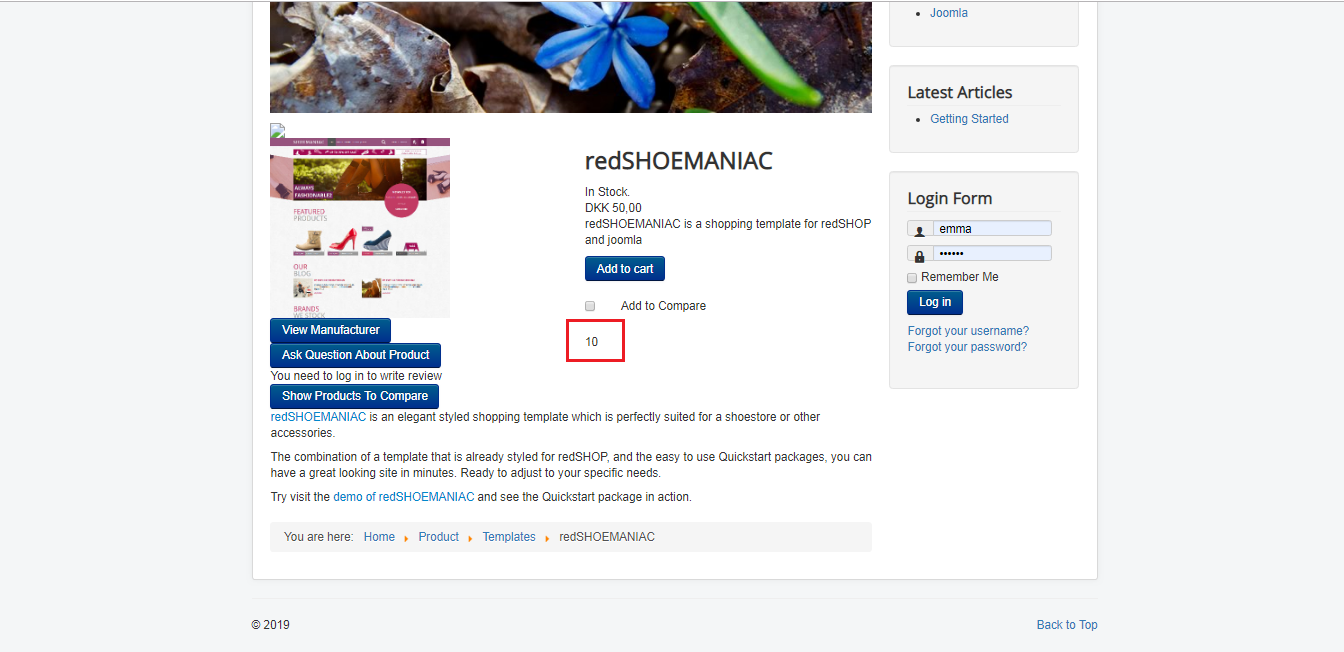 Joomla
Latest Articles
Getting Started
ALWAYS
FASHIONABLE!
FEATURED
PRODUCTS
OUR
BLOG
BRANDS
WE STOCK
redSHOEMANIAC
In Stock.
DKK 50,00
redSHOEMANIAC is a shopping template for redSHOP
and joomla
Add to cart
Add to Compare
10
View Manufacturer
Ask Question About Product
You need to log in to write review
Show Products To Compare
redSHOEMANIAC is an elegant styled shopping template which is perfectly suited for a shoestore or other
accessories.
The combination of a template that is already styled for redSHOP, and the easy to use Quickstart packages, you can
have a great looking site in minutes. Ready to adjust to your specific needs.
Try visit the demo of redSHOEMANIAC and see the Quickstart package in action.
You are here: Home Product Templates redSHOEMANIAC
Login Form
emma
••••••
Remember Me
Log in
Forgot your username?
Forgot your password?
© 2019
Back to Top